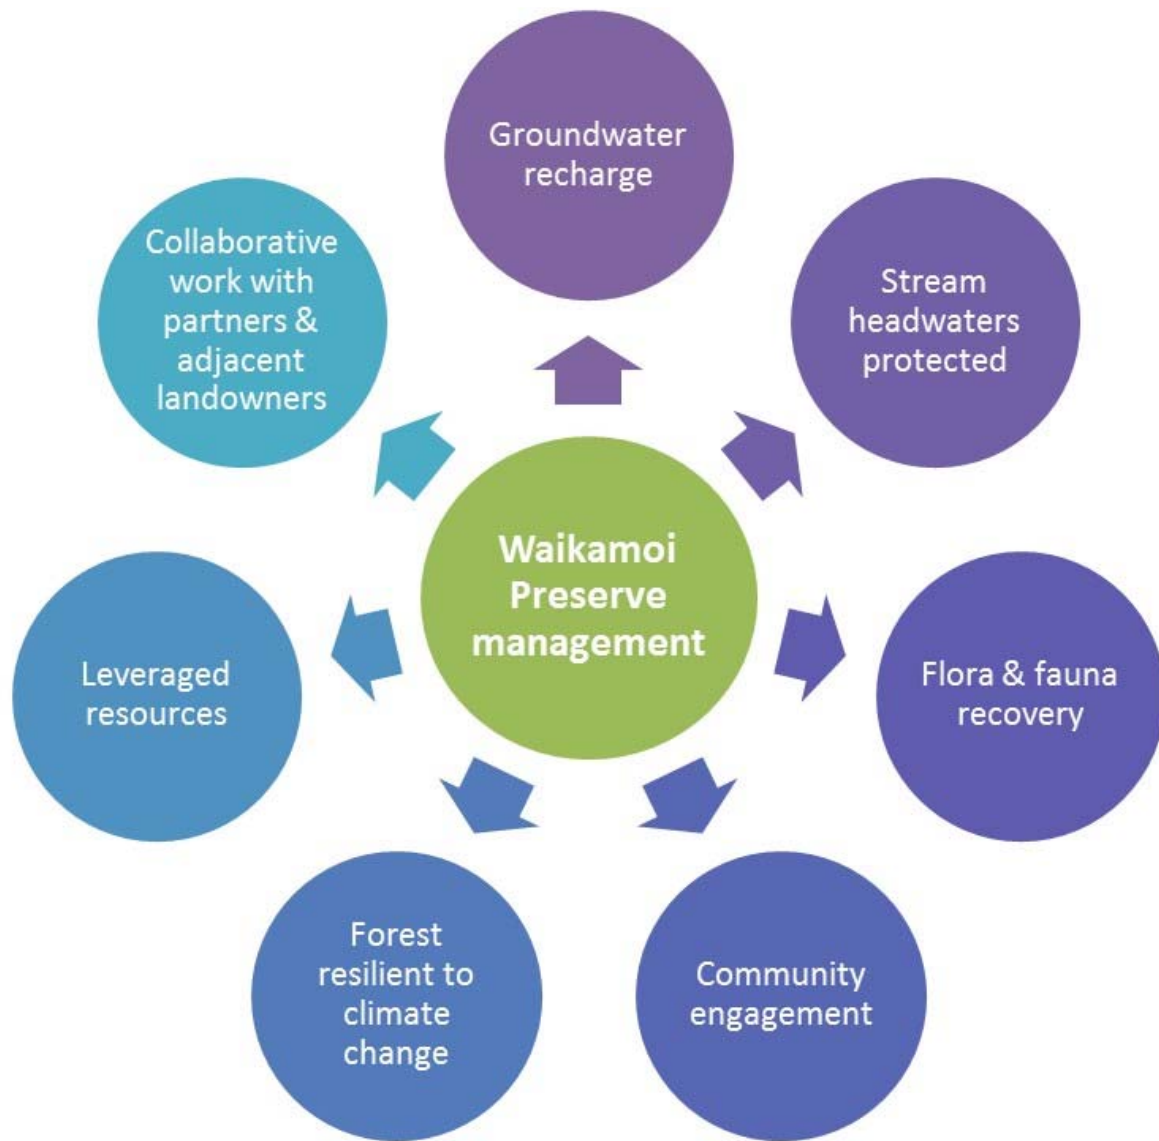 Groundwater
recharge
Stream
headwaters
protected
Flora & fauna
recovery
Community
engagement
Forest
resilient to
climate
change
Leveraged
resources
Collaborative
work with
partners &
adjacent
landowners
Waikamoi
Preserve
management